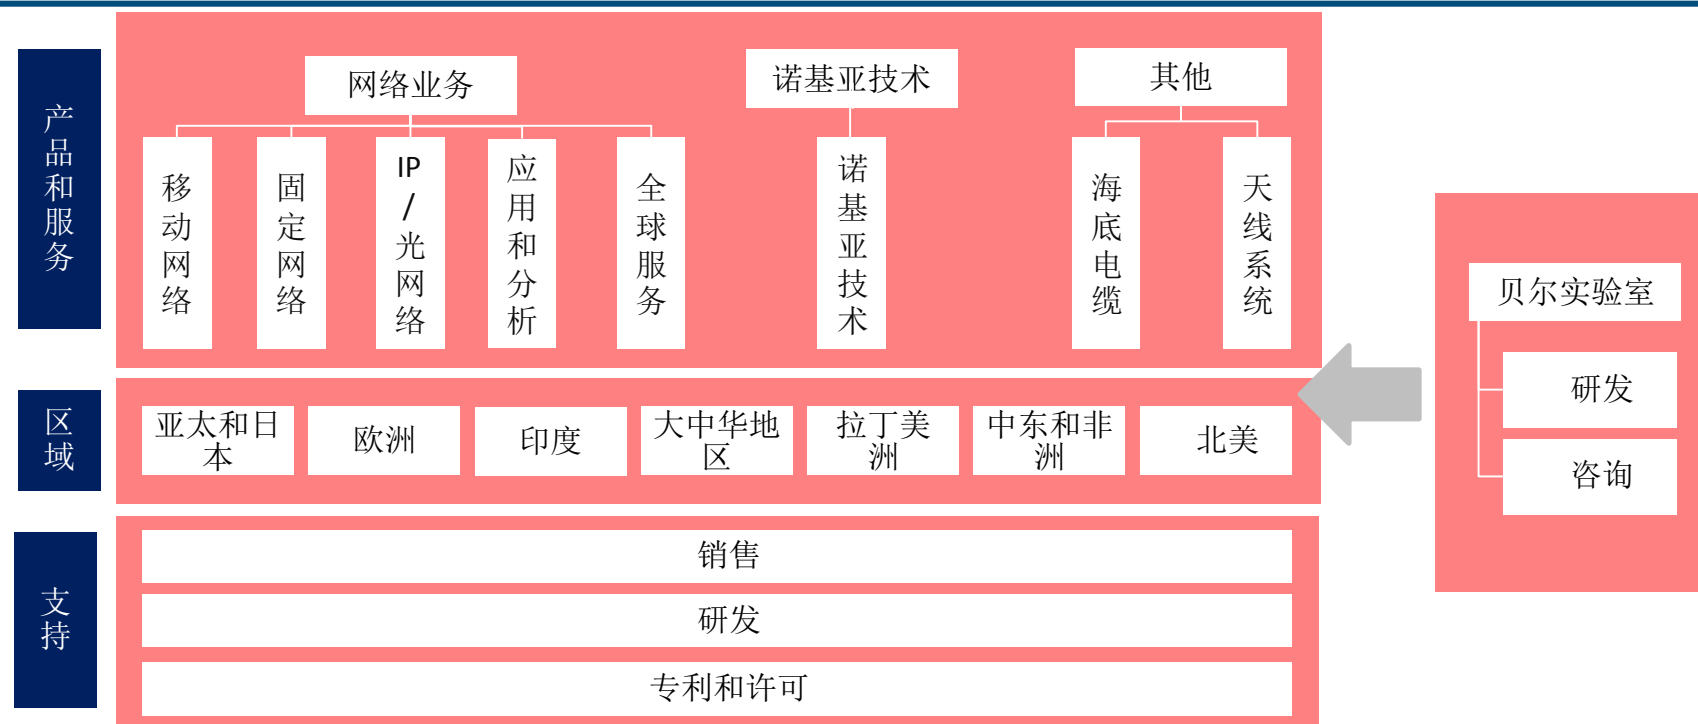 产品和服务
网络业务
诺基亚技术
其他
移动网络
固定网络
IP/光网络
应用和分析
全球服务
诺基亚技术
海底电缆
天线系统
区域
亚太和日
本
欧洲
印度
大中华地
区
拉丁美
洲
中东和非
洲
北美
支持
销售
研发
专利和许可
贝尔实验室
研发
咨询